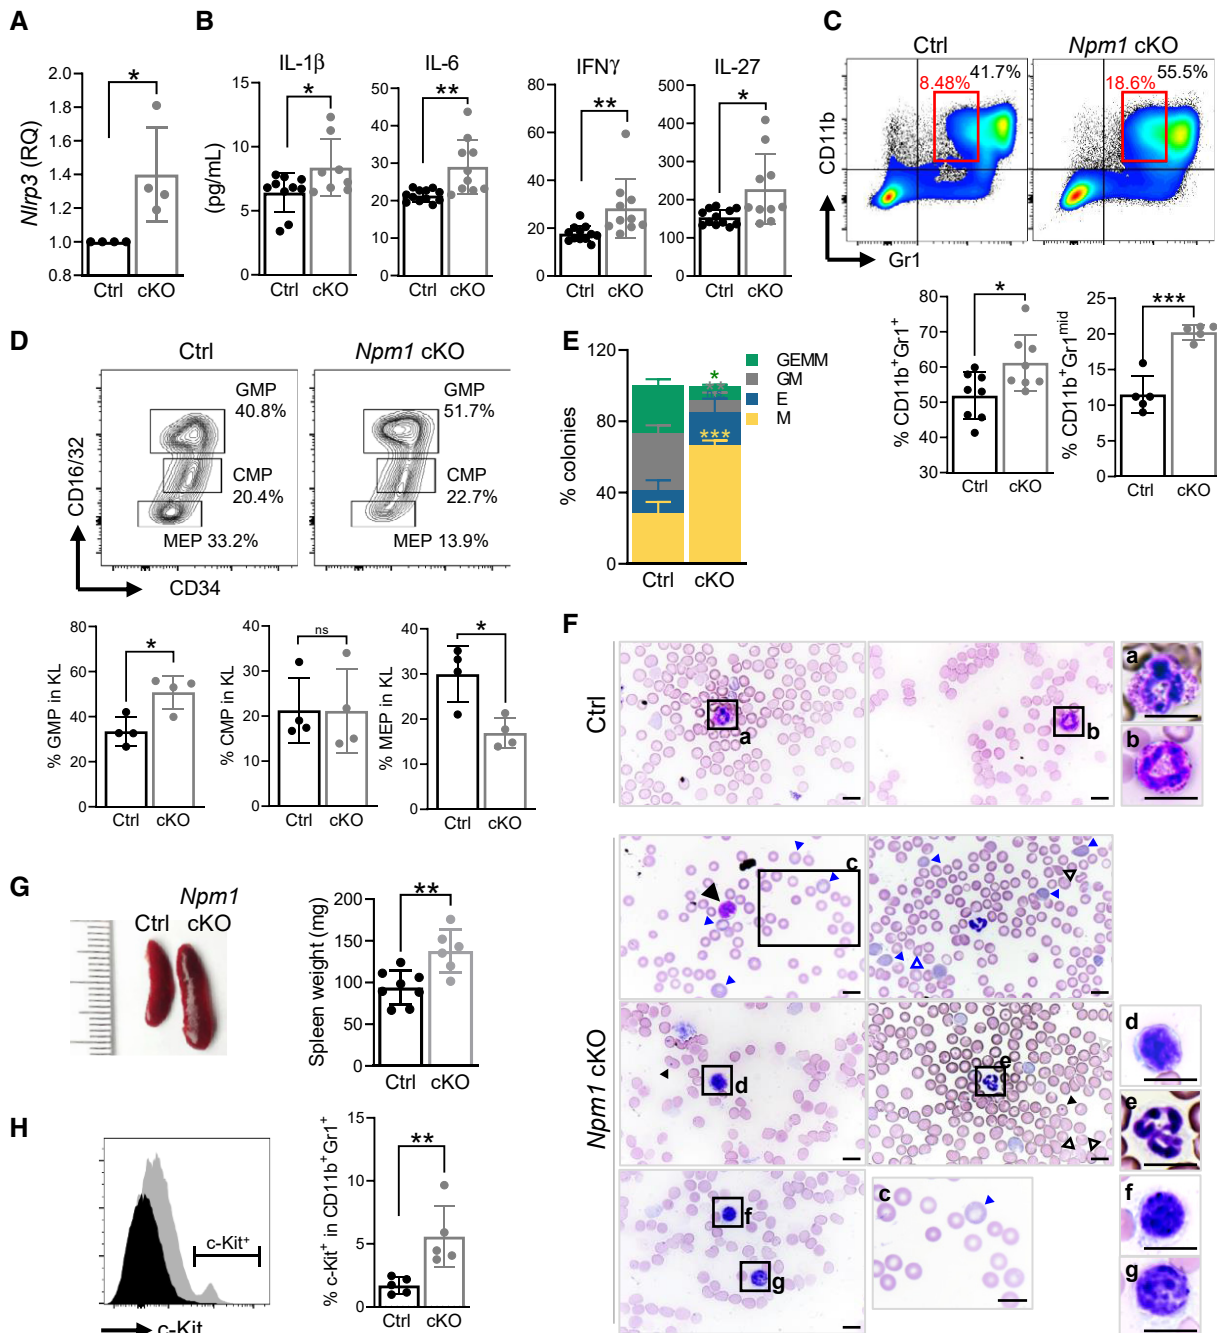 A
Nlrp3 (RQ)
2.0
1.8
1.6
1.4
1.2
1.0
0.8
*
Ctrl cKO
B
(pg/mL)
IL-1β
15
10
5
0
*
Ctrl cKO
IL-6
50
40
30
20
10
0
**
Ctrl cKO
IFNγ
80
60
40
20
0
**
Ctrl cKO
IL-27
500
400
300
200
100
0
*
Ctrl cKO
C
Ctrl
Npm1 cKO
8.48% 41.7%
18.6% 55.5%
CD11b
Gr1
% CD11b+Gr1+
80
70
60
50
40
30
*
Ctrl cKO
% CD11b+Gr1mid
25
20
15
10
5
0
***
Ctrl cKO
D
Ctrl
Npm1 cKO
GMP
40.8%
CMP
20.4%
MEP 33.2%
GMP
51.7%
CMP
22.7%
MEP 13.9%
CD16/32
CD34
% GMP in KL
80
60
40
20
0
*
Ctrl cKO
% CMP in KL
40
30
20
10
0
ns
Ctrl cKO
% MEP in KL
40
30
20
10
0
*
Ctrl cKO
E
% colonies
120
80
40
0
*
**
***
Ctrl cKO
GEMM
GM
E
M
F
Ctrl
a
b
a
b
Npm1 cKO
c
d
e
f
g
c
d
e
f
g
G
Npm1
Ctrl cKO
Spleen weight (mg)
200
150
100
50
0
**
Ctrl cKO
H
c-Kit+
c-Kit
% c-Kit+ in CD11b+Gr1+
15
10
5
0
**
Ctrl cKO